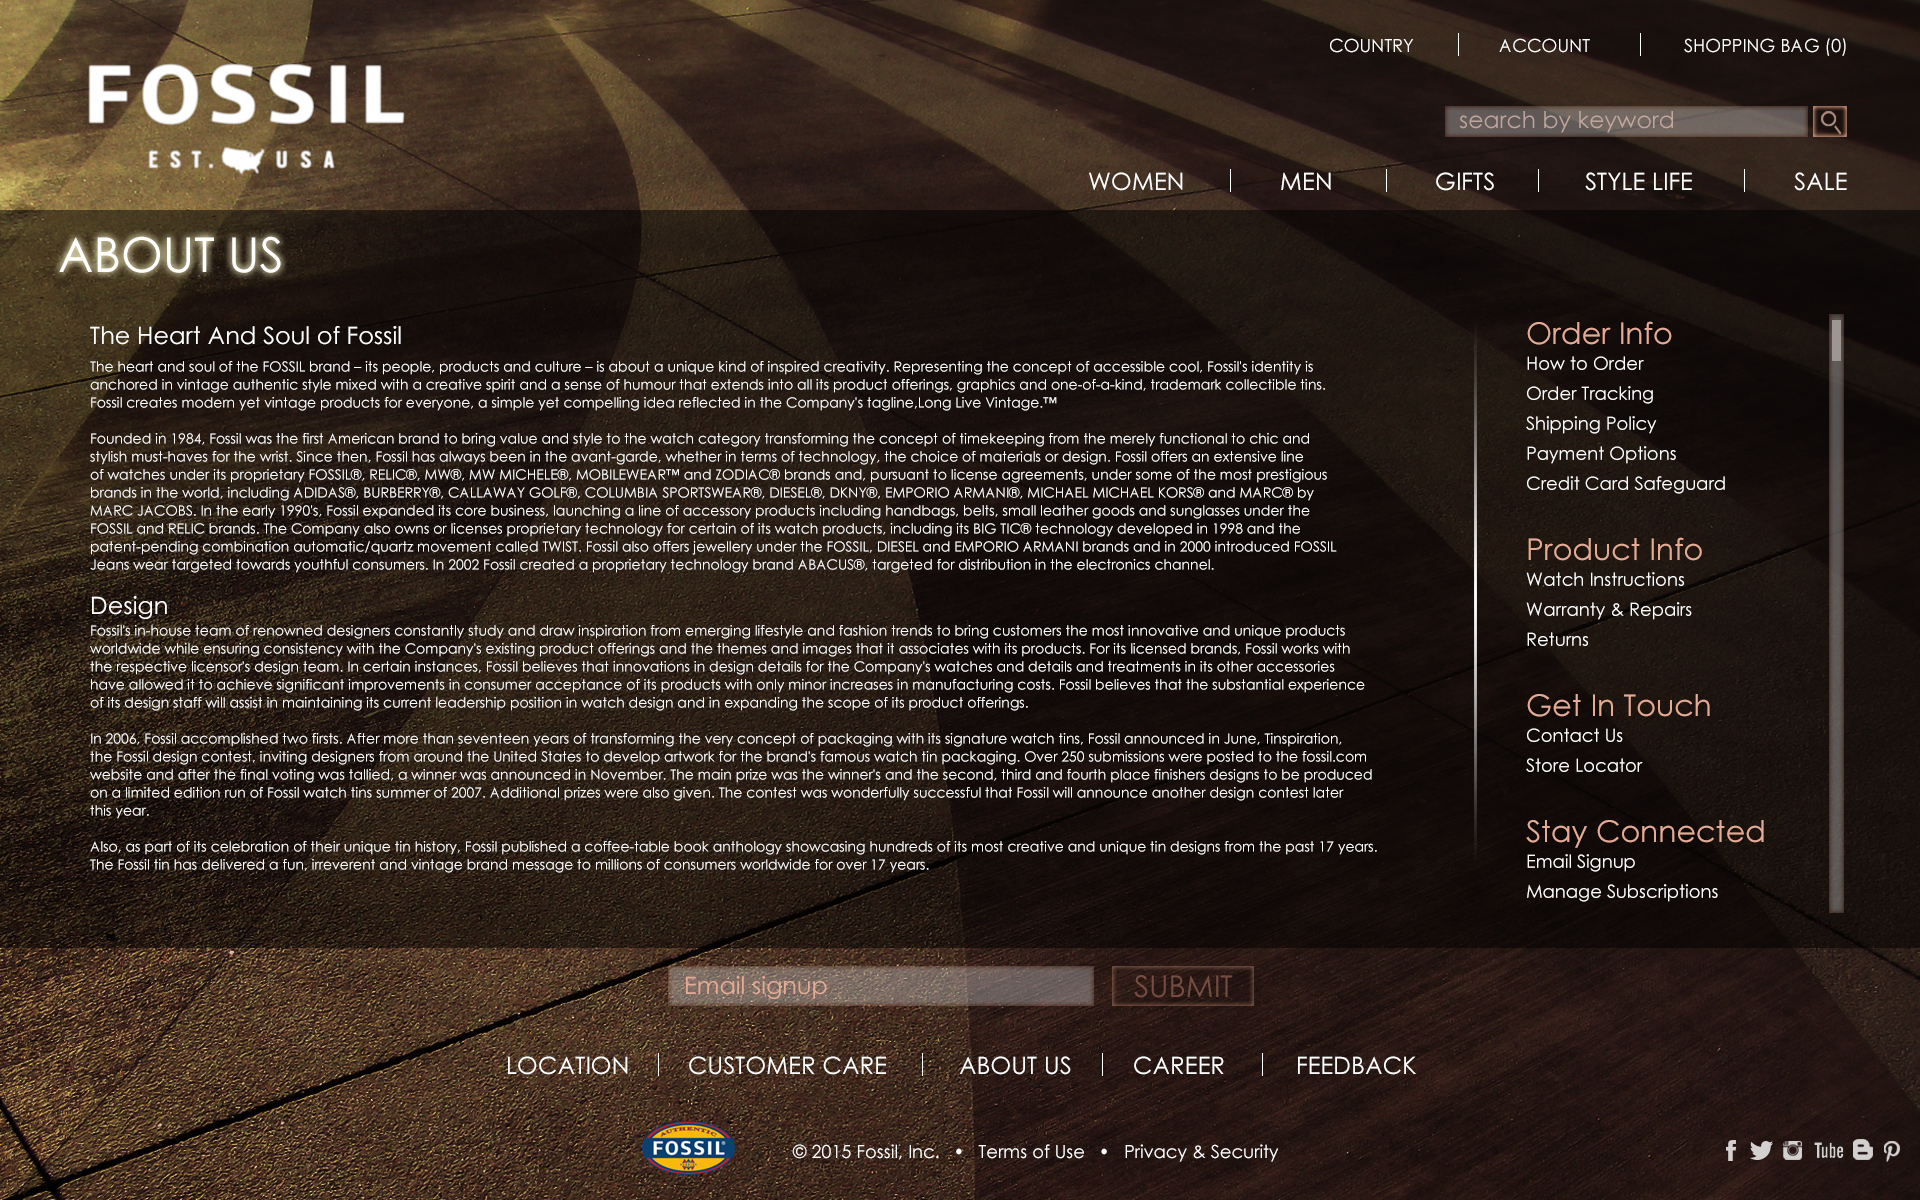 COUNTRY
ACCOUNT
SHOPPING BAG (0)
FOSSIL
EST. USA
search by keyword
WOMEN
MEN
GIFTS
STYLE LIFE
SALE
ABOUT US
The Heart And Soul of Fossil
The heart and soul of the FOSSIL brand – its people, products and culture – is about a unique kind of inspired creativity. Representing the concept of accessible cool, Fossil's identity is
anchored in vintage authentic style mixed with a creative spirit and a sense of humour that extends into all its product offerings, graphics and one-of-a-kind, trademark collectible tins.
Fossil creates modern yet vintage products for everyone, a simple yet compelling idea reflected in the Company's tagline,Long Live Vintage.™
Founded in 1984, Fossil was the first American brand to bring value and style to the watch category transforming the concept of timekeeping from the merely functional to chic and
stylish must-haves for the wrist. Since then, Fossil has always been in the avant-garde, whether in terms of technology, the choice of materials or design. Fossil offers an extensive line
of watches under its proprietary FOSSIL®, RELIC®, MW®, MW MICHELE®, MOBILEWEAR™ and ZODIAC® brands and, pursuant to license agreements, under some of the most prestigious
brands in the world, including ADIDAS®, BURBERRY®, CALLAWAY GOLF®, COLUMBIA SPORTSWEAR®, DIESEL®, DKNY®, EMPORIO ARMANI®, MICHAEL MICHAEL KORS® and MARC® by
MARC JACOBS. In the early 1990's, Fossil expanded its core business, launching a line of accessory products including handbags, belts, small leather goods and sunglasses under the
FOSSIL and RELIC brands. The Company also owns or licenses proprietary technology for certain of its watch products, including its BIG TIC® technology developed in 1998 and the
patent-pending combination automatic/quartz movement called TWIST. Fossil also offers jewellery under the FOSSIL, DIESEL and EMPORIO ARMANI brands and in 2000 introduced FOSSIL
Jeans wear targeted towards youthful consumers. In 2002 Fossil created a proprietary technology brand ABACUS®, targeted for distribution in the electronics channel.
Design
Fossil's in-house team of renowned designers constantly study and draw inspiration from emerging lifestyle and fashion trends to bring customers the most innovative and unique products
worldwide while ensuring consistency with the Company's existing product offerings and the themes and images that it associates with its products. For its licensed brands, Fossil works with
the respective licensor's design team. In certain instances, Fossil believes that innovations in design details for the Company's watches and details and treatments in its other accessories
have allowed it to achieve significant improvements in consumer acceptance of its products with only minor increases in manufacturing costs. Fossil believes that the substantial experience
of its design staff will assist in maintaining its current leadership position in watch design and in expanding the scope of its product offerings.
In 2006, Fossil accomplished two firsts. After more than seventeen years of transforming the very concept of packaging with its signature watch tins, Fossil announced in June, Tinspiration,
the Fossil design contest, inviting designers from around the United States to develop artwork for the brand's famous watch tin packaging. Over 250 submissions were posted to the fossil.com
website and after the final voting was tallied, a winner was announced in November. The main prize was the winner's and the second, third and fourth place finishers designs to be produced
on a limited edition run of Fossil watch tins summer of 2007. Additional prizes were also given. The contest was wonderfully successful that Fossil will announce another design contest later
this year.
Also, as part of its celebration of their unique tin history, Fossil published a coffee-table book anthology showcasing hundreds of its most creative and unique tin designs from the past 17 years.
The Fossil tin has delivered a fun, irreverent and vintage brand message to millions of consumers worldwide for over 17 years.
Order Info
How to Order
Order Tracking
Shipping Policy
Payment Options
Credit Card Safeguard
Product Info
Watch Instructions
Warranty & Repairs
Returns
Get In Touch
Contact Us
Store Locator
Stay Connected
Email Signup
Manage Subscriptions
Email signup
SUBMIT
LOCATION
CUSTOMER CARE
ABOUT US
CAREER
FEEDBACK
AUTHENTIC
FOSSIL
© 2015 Fossil, Inc. • Terms of Use • Privacy & Security
Tube